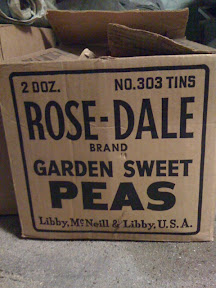 2 DOZ. NO. 303 TINS
ROSE-DALE
BRAND
GARDEN SWEET
PEAS
Libby, McNeill & Libby, U.S.A.